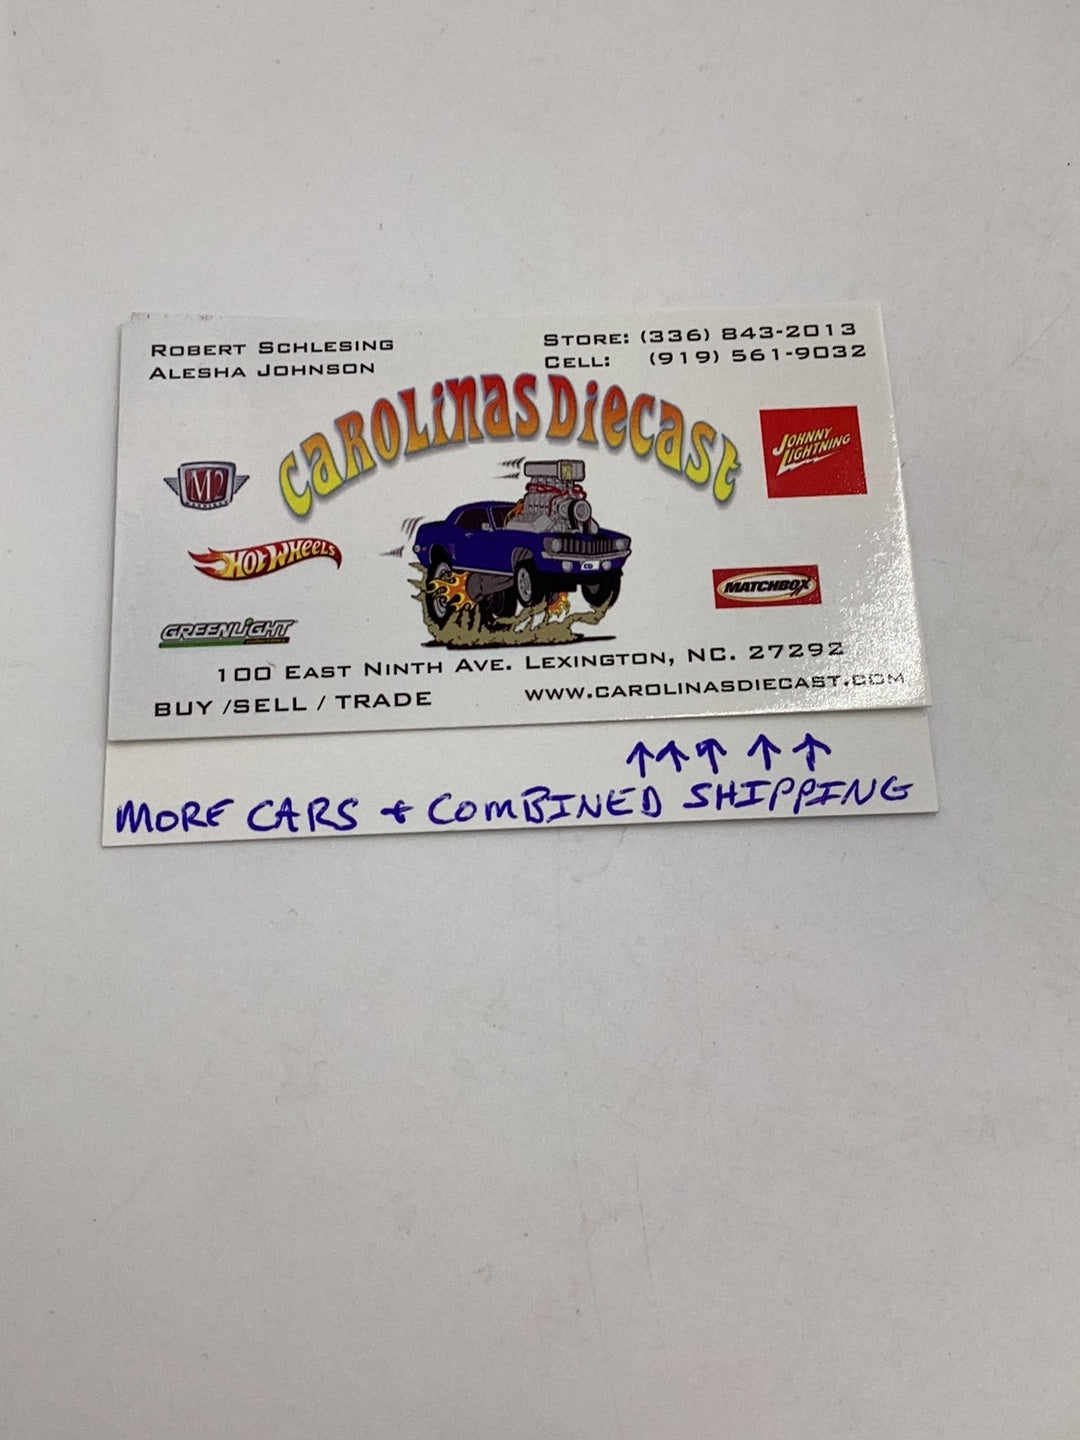 ROBERT SCHLESING
ALESHA JOHNSON
STORE: (336) 843-2013
CELL: (919) 561-9032
CAROLINAS DIECAST
M2
JOHNNY LIGHTNING
HOT WHEELS
MATCHBOX
GREENLIGHT
CD
100 EAST NINTH AVE. LEXINGTON, NC. 27292
BUY /SELL / TRADE
WWW.CAROLINASDIECAST.COM
↑↑↑ ↑ ↑
MORE CARS + COMBINED SHIPPING